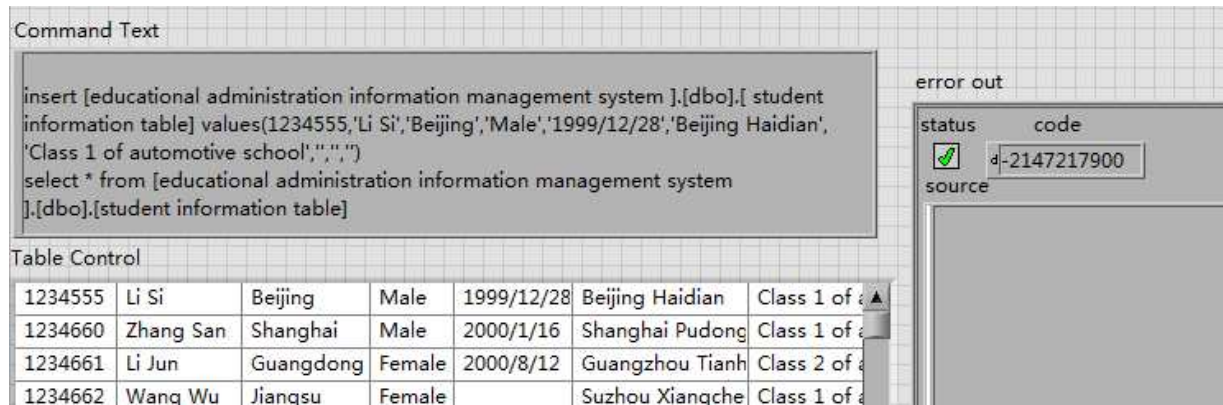 Command Text
insert [educational administration information management system ].[dbo].[ student
information table] values(1234555,'Li Si','Beijing','Male','1999/12/28','Beijing Haidian',
'Class 1 of automotive school','','','')
select * from [educational administration information management system
].[dbo].[student information table]
error out
status code
d -2147217900
source
Table Control
1234555 Li Si Beijing Male 1999/12/28 Beijing Haidian Class 1 of
1234660 Zhang San Shanghai Male 2000/1/16 Shanghai Pudong Class 1 of
1234661 Li Jun Guangdong Female 2000/8/12 Guangzhou Tianh Class 2 of
1234662 Wang Wu Jiangsu Female Suzhou Xiangche Class 1 of